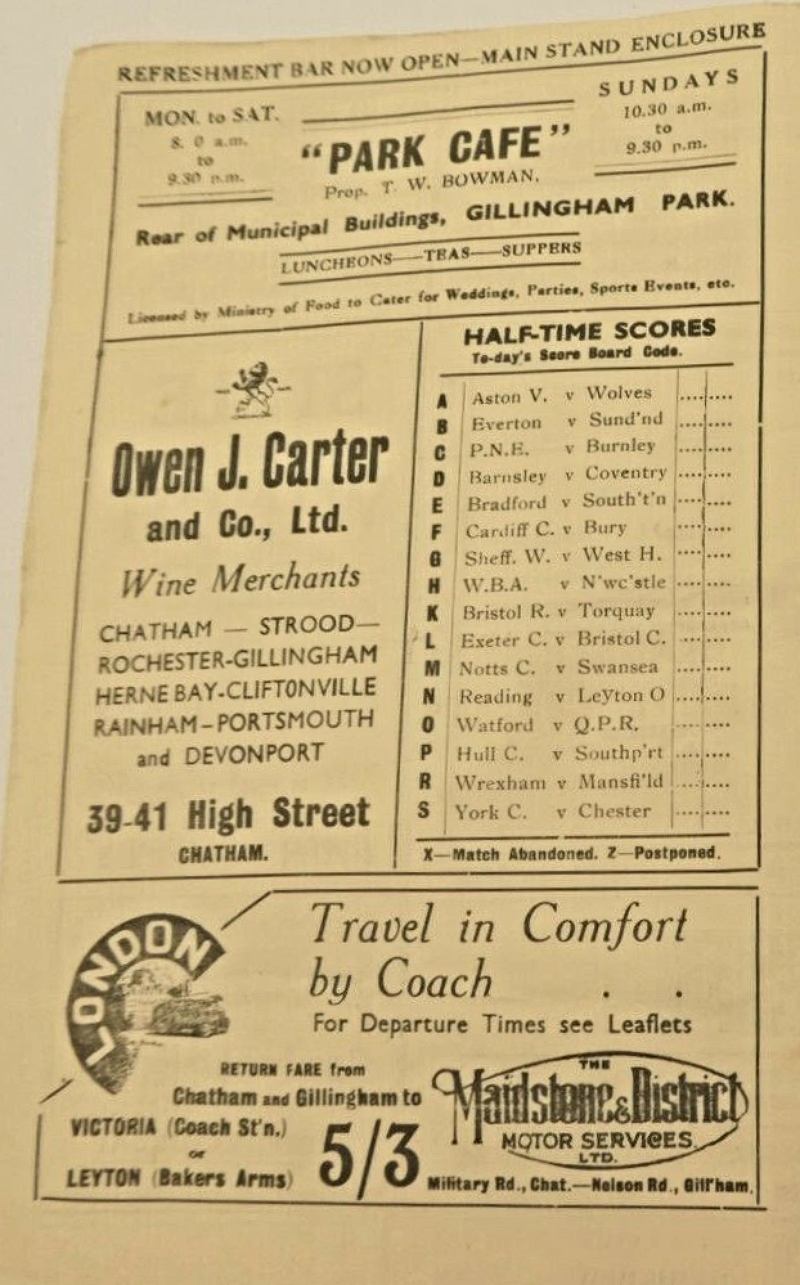 REFRESHMENT BAR NOW OPEN—MAIN STAND ENCLOSURE
MON. to SAT.
8. 0 a.m.
to
9.30 p.m.
"PARK CAFE"
Prop. T. W. BOWMAN.
SUNDAYS
10.30 a.m.
to
9.30 p.m.
Rear of Municipal Buildings, GILLINGHAM PARK.
LUNCHEONS—TEAS—SUPPERS
Licensed by Ministry of Food to Cater for Weddings, Parties, Sports Events, etc.
Owen J. Carter
and Co., Ltd.
Wine Merchants
CHATHAM — STROOD—
ROCHESTER-GILLINGHAM
HERNE BAY-CLIFTONVILLE
RAINHAM-PORTSMOUTH
and DEVONPORT
39-41 High Street
CHATHAM.
HALF-TIME SCORES
To-day's Score Board Code.
A Aston V. v Wolves ........
B Everton v Sund'nd ........
C P.N.E. v Burnley ........
D Barnsley v Coventry ........
E Bradford v South't'n ........
F Cardiff C. v Bury ........
G Sheff. W. v West H. ........
H W.B.A. v N'wc'stle ........
K Bristol R. v Torquay ........
L Exeter C. v Bristol C. ........
M Notts C. v Swansea ........
N Reading v Leyton O ........
O Watford v Q.P.R. ........
P Hull C. v Southp'rt ........
R Wrexham v Mansfi'ld ........
S York C. v Chester ........
X—Match Abandoned. Z—Postponed.
LONDON
Travel in Comfort
by Coach . .
For Departure Times see Leaflets
RETURN FARE from
Chatham and Gillingham to
VICTORIA (Coach St'n.)
or
LEYTON (Bakers Arms)
5/3
THE
Maidstone & District
MOTOR SERVICES
LTD.
Military Rd., Chat.—Nelson Rd., Gill'ham.